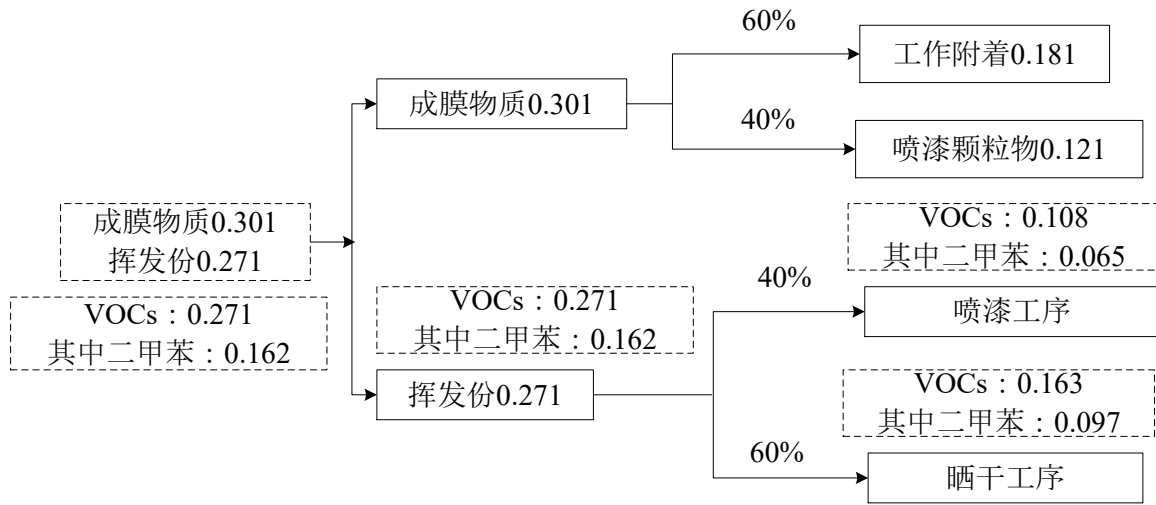 60%
工作附着0.181
成膜物质0.301
40%
喷漆颗粒物0.121
成膜物质0.301
挥发份0.271
VOCs：0.271
其中二甲苯：0.162
VOCs：0.271
其中二甲苯：0.162
挥发份0.271
VOCs：0.108
其中二甲苯：0.065
40%
喷漆工序
VOCs：0.163
其中二甲苯：0.097
60%
晒干工序